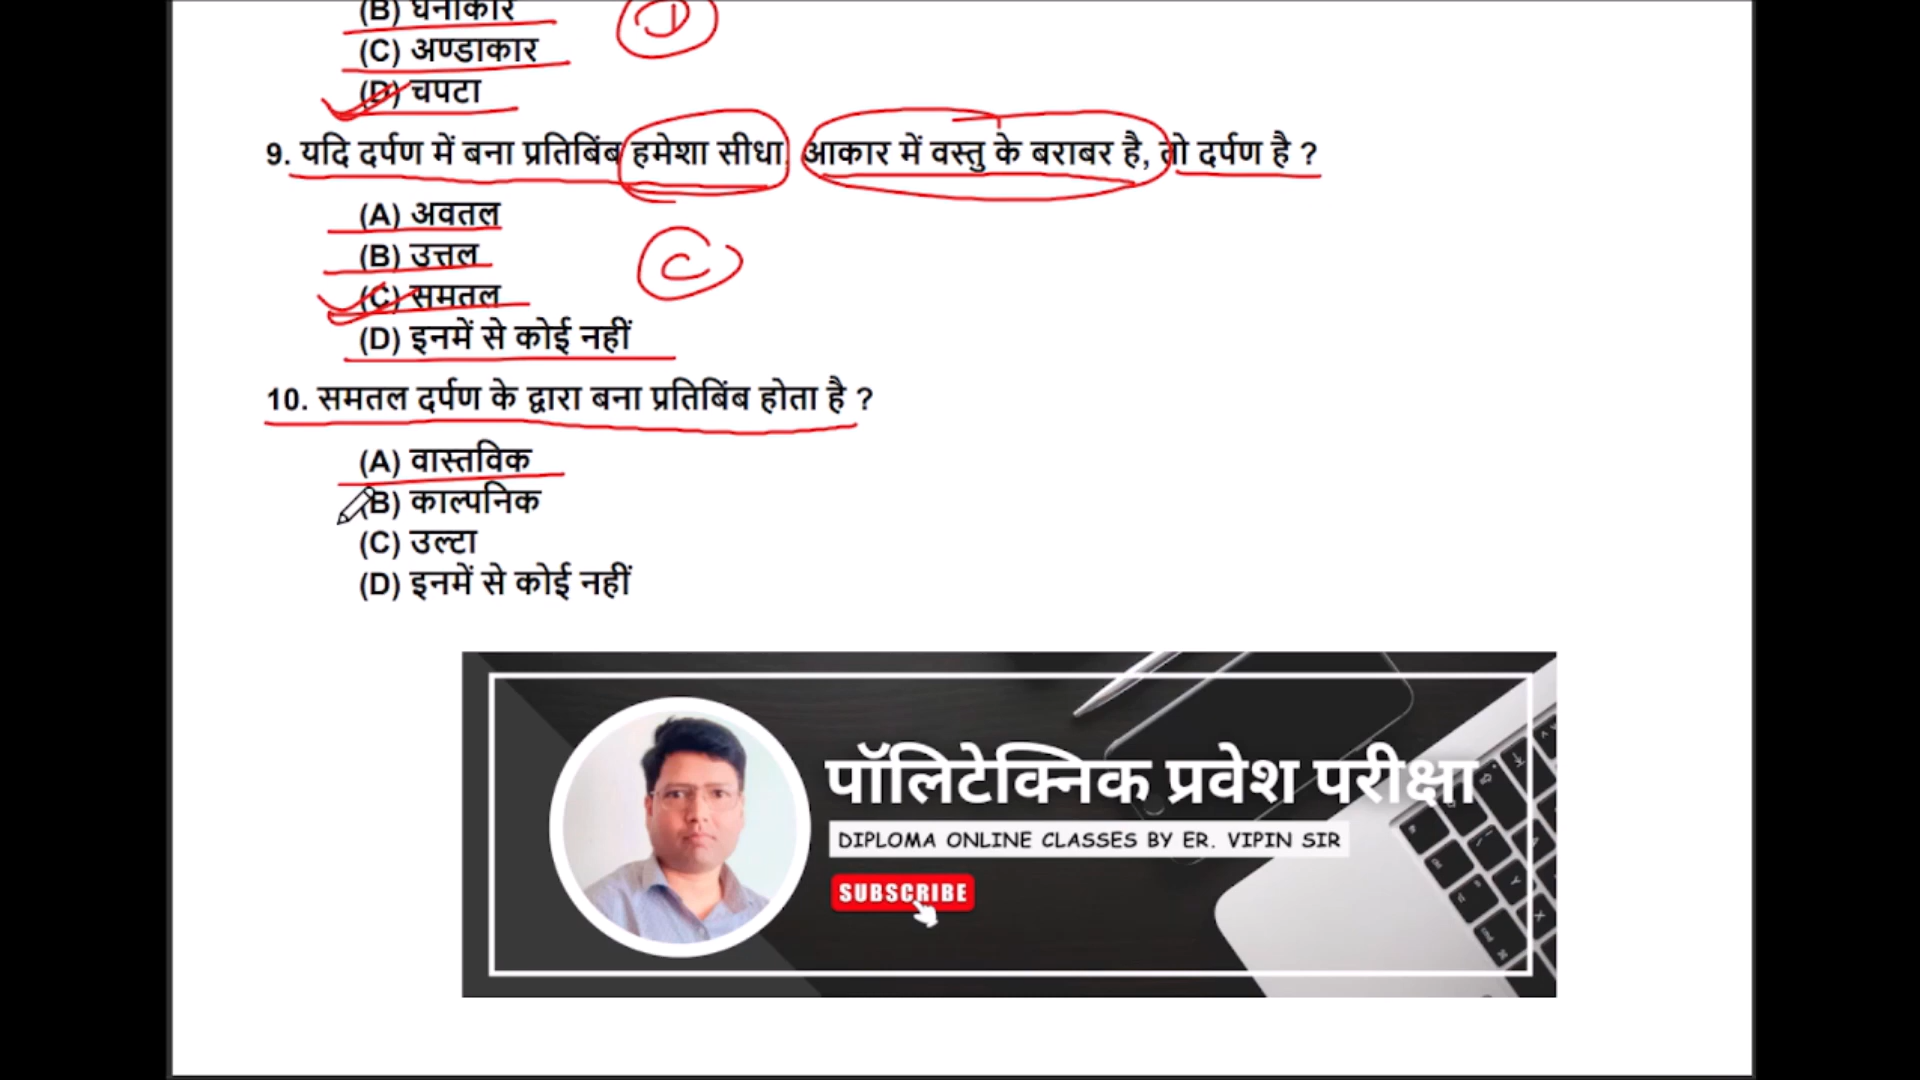 (B) घनाकार
(C) अण्डाकार
(D) चपटा
D
9. यदि दर्पण में बना प्रतिबिंब हमेशा सीधा, आकार में वस्तु के बराबर है, तो दर्पण है ?
(A) अवतल
(B) उत्तल
(C) समतल
(D) इनमें से कोई नहीं
C
10. समतल दर्पण के द्वारा बना प्रतिबिंब होता है ?
(A) वास्तविक
(B) काल्पनिक
(C) उल्टा
(D) इनमें से कोई नहीं
पॉलिटेक्निक प्रवेश परीक्षा
DIPLOMA ONLINE CLASSES BY ER. VIPIN SIR
SUBSCRIBE